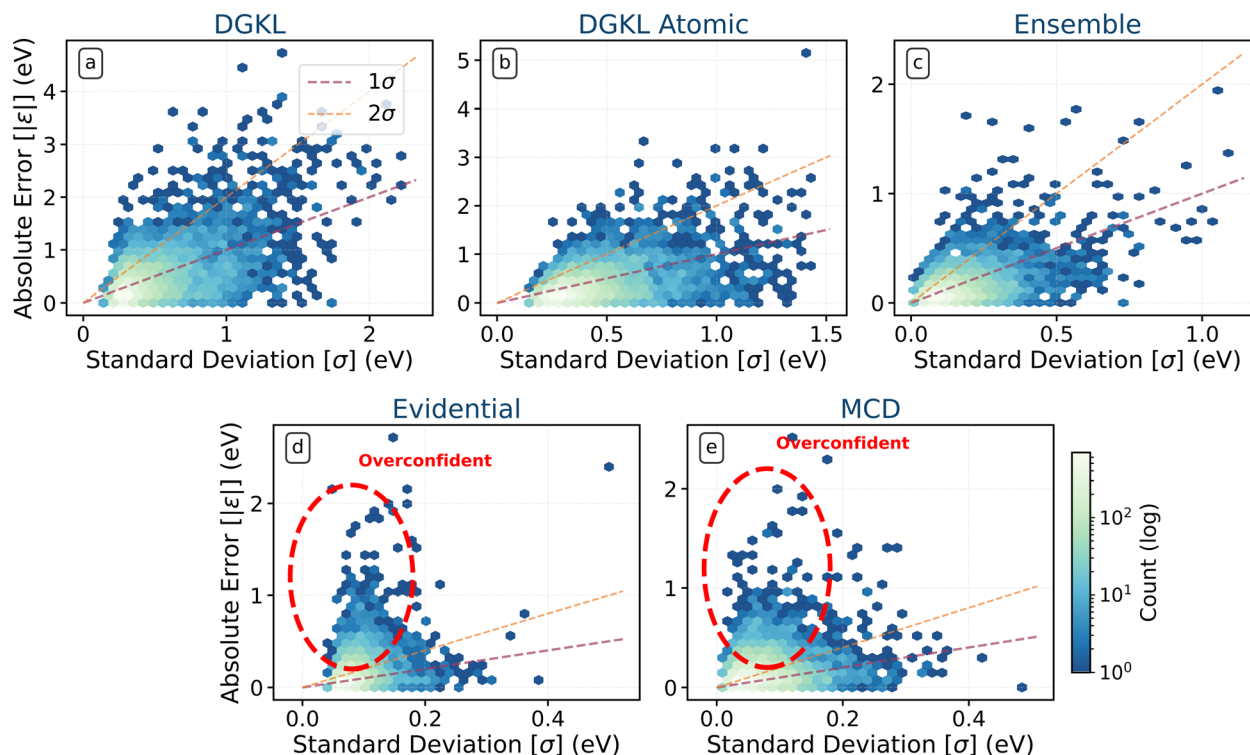 DGKL
DGKL Atomic
Ensemble
a
1σ
2σ
b
c
Absolute Error [|ε|] (eV)
4
3
2
1
0
5
4
3
2
1
0
2
1
0
0
1
2
0.0
0.5
1.0
1.5
0.0
0.5
1.0
Standard Deviation [σ] (eV)
Standard Deviation [σ] (eV)
Standard Deviation [σ] (eV)
Evidential
MCD
d
Overconfident
e
Overconfident
Absolute Error [|ε|] (eV)
2
1
0
2
1
0
0.0
0.2
0.4
0.0
0.2
0.4
Standard Deviation [σ] (eV)
Standard Deviation [σ] (eV)
10²
10¹
10⁰
Count (log)